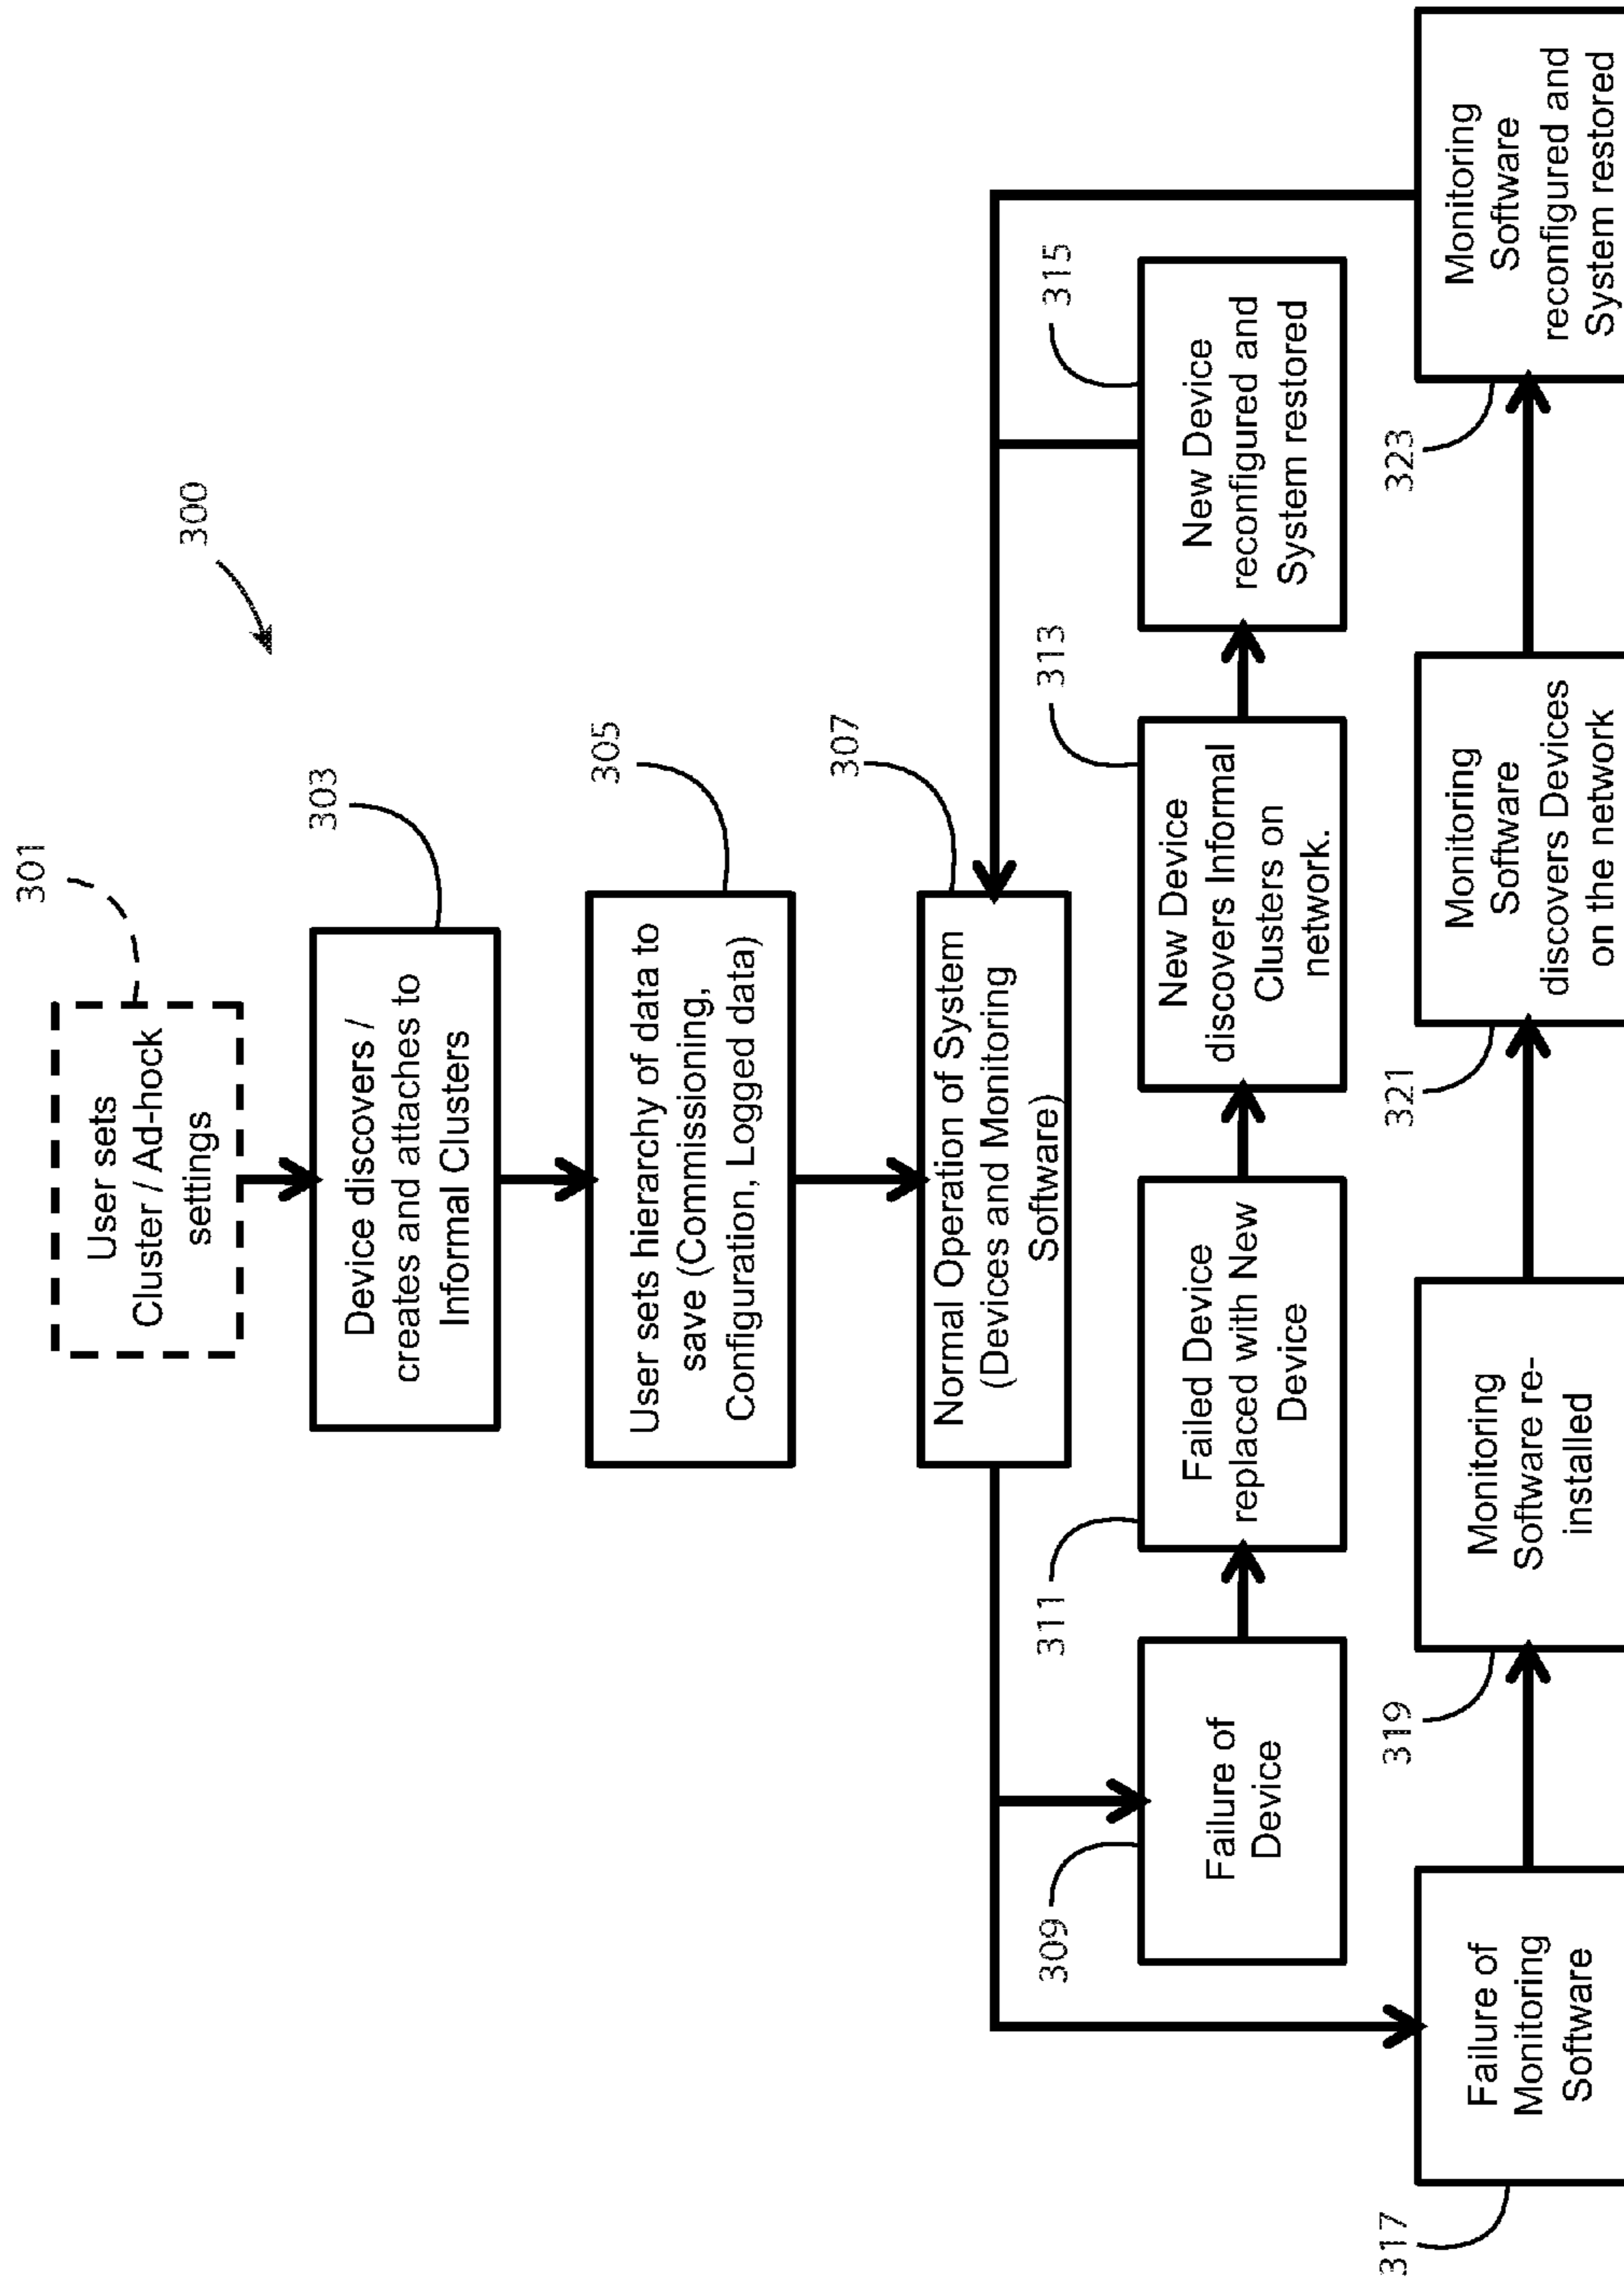 300
301
User sets
Cluster / Ad-hock
settings
303
Device discovers /
creates and attaches to
Informal Clusters
305
User sets hierarchy of data to
save (Commissioning,
Configuration, Logged data)
307
Normal Operation of System
(Devices and Monitoring
Software)
309
Failure of
Device
311
Failed Device
replaced with New
Device
313
New Device
discovers Informal
Clusters on
network.
315
New Device
reconfigured and
System restored
317
Failure of
Monitoring
Software
319
Monitoring
Software re-
installed
321
Monitoring
Software
discovers Devices
on the network
323
Monitoring
Software
reconfigured and
System restored